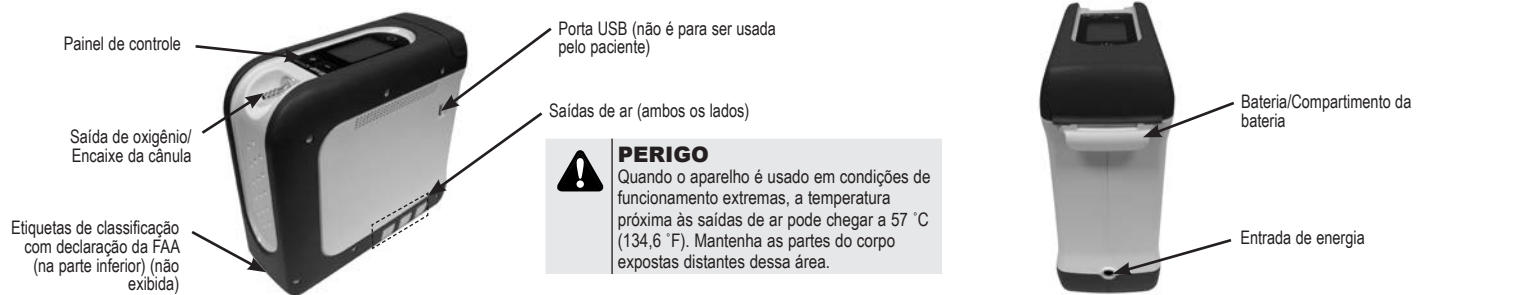 Painel de controle
Saída de oxigênio/
Encaixe da cânula
Etiquetas de classificação
com declaração da FAA
(na parte inferior) (não
exibida)
Porta USB (não é para ser usada
pelo paciente)
Saídas de ar (ambos os lados)
PERIGO
Quando o aparelho é usado em condições de
funcionamento extremas, a temperatura
próxima às saídas de ar pode chegar a 57 ˚C
(134,6 ˚F). Mantenha as partes do corpo
expostas distantes dessa área.
Bateria/Compartimento da
bateria
Entrada de energia